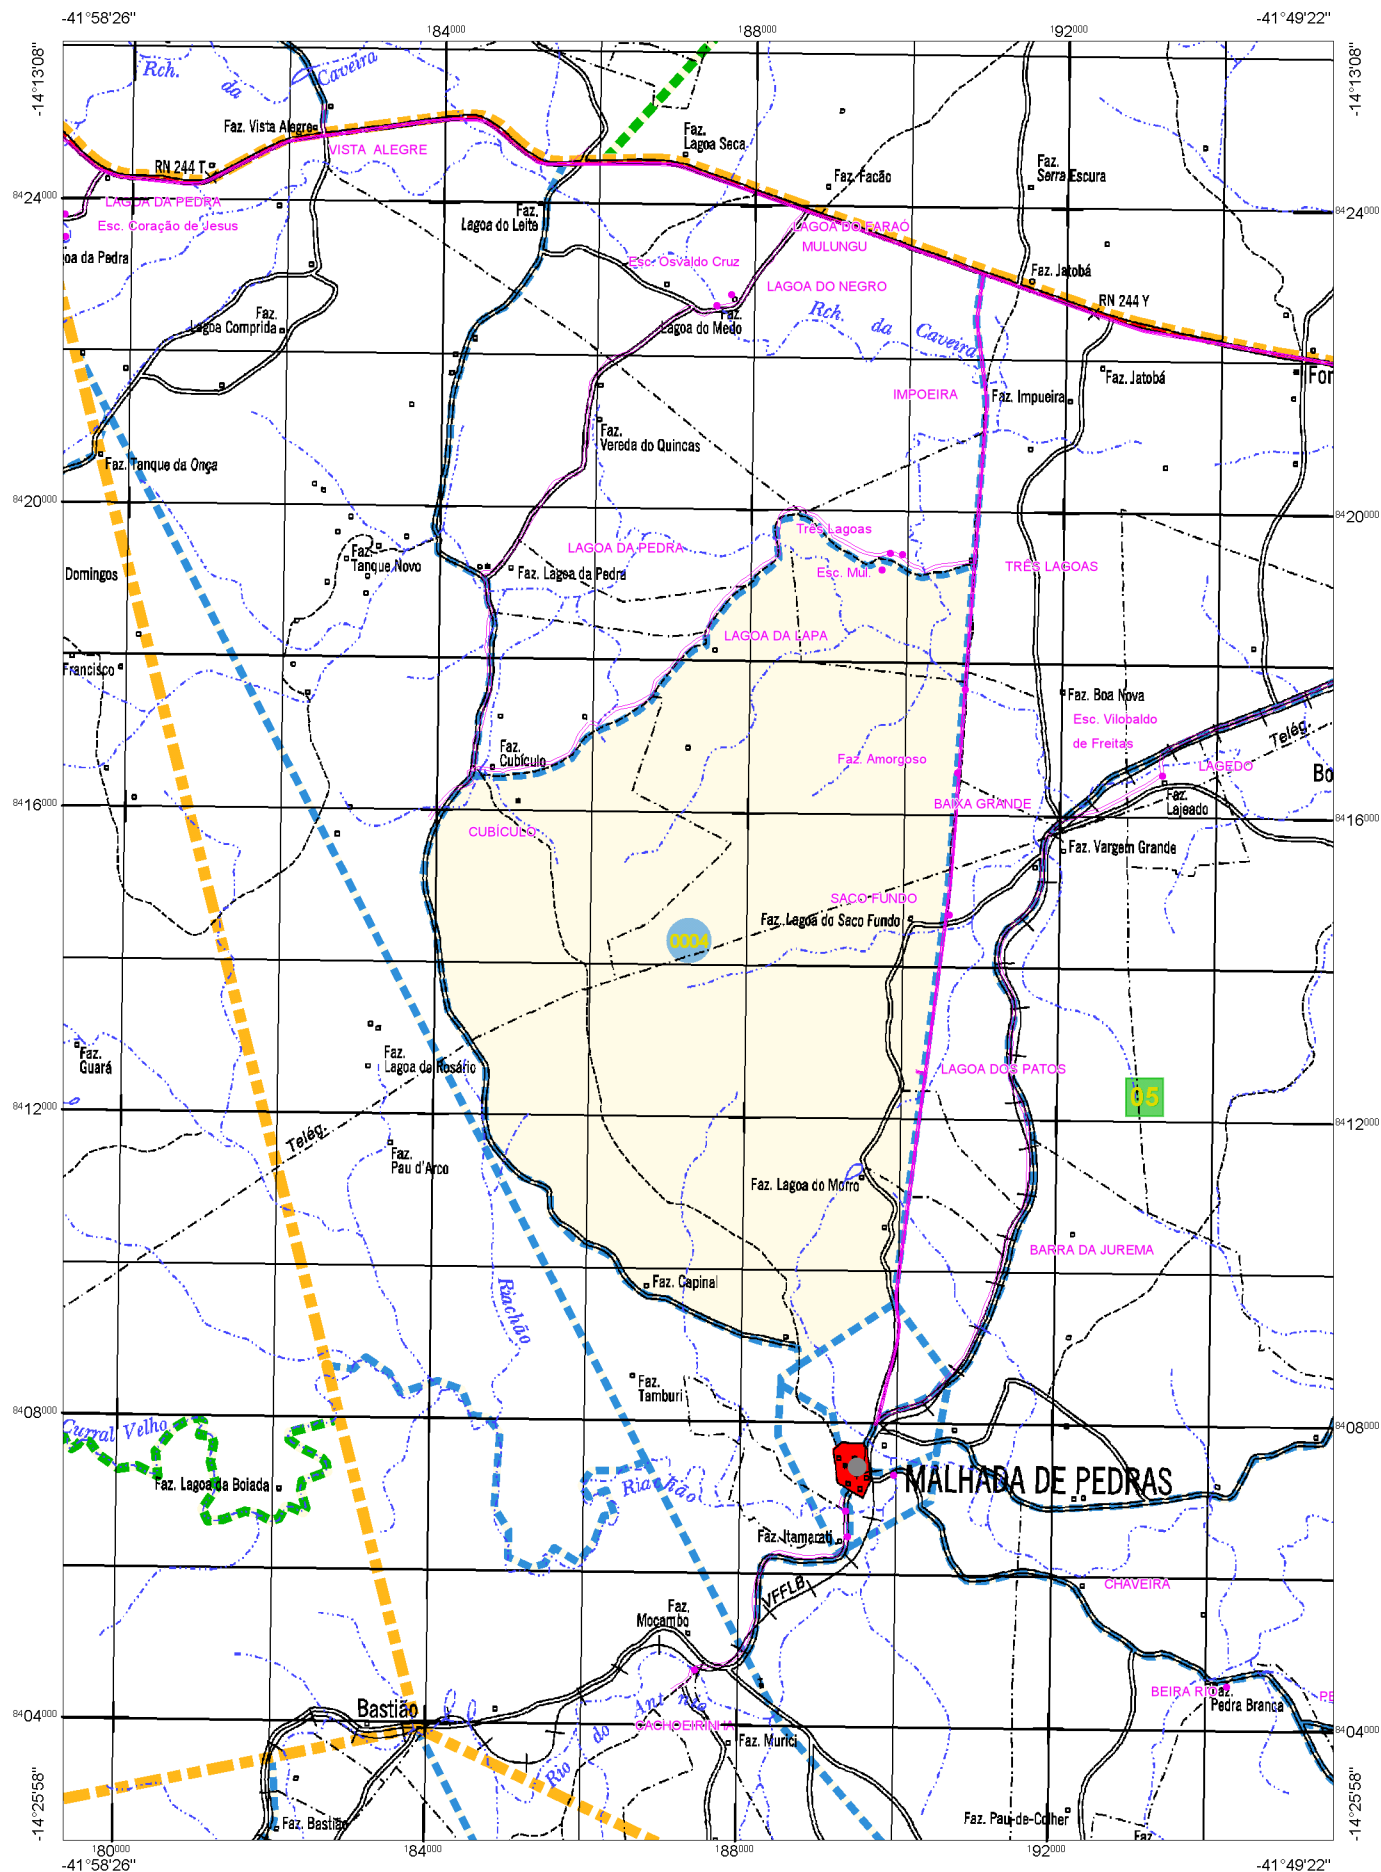 -41°58'26"
184000
188000
192000
-41°49'22"
-14°13'08"
-14°13'08"
Rch. da Caveira
Faz. Vista Alegre
VISTA ALEGRE
Faz.
Lagoa Seca
RN 244 T
Faz. Facão
Faz.
Serra Escura
8424000
8424000
LAGOA DA PEDRA
Esc. Coração de Jesus
Faz.
Lagoa do Leite
LAGOA DO FARAÓ
MULUNGU
oa da Pedra
Esc. Osvaldo Cruz
Faz. Jatobá
LAGOA DO NEGRO
RN 244 Y
Faz.
Lagoa Comprida
Faz.
Lagoa do Medo
Rch. da Caveira
Faz. Jatobá
For
IMPOEIRA
Faz. Impueira
Faz.
Vereda do Quincas
Faz. Tanque da Onça
8420000
8420000
Três Lagoas
LAGOA DA PEDRA
Faz.
Tanque Novo
Domingos
Faz. Lagoa da Pedra
Esc. Mul.
TRÊS LAGOAS
LAGOA DA LAPA
Francisco
Faz. Boa Nova
Esc. Vilobaldo
de Freitas
Teleg.
Faz.
Cubículo
Faz. Amorgoso
LAGEDO
Bo
8416000
8416000
BAIXA GRANDE
Faz.
Lajeado
CUBÍCULO
Faz. Vargem Grande
SACO FUNDO
Faz. Lagoa do Saco Fundo
0004
Faz.
Guará
Faz.
Lagoa do Rosário
LAGOA DOS PATOS
05
8412000
8412000
Telég.
Faz.
Pau d'Arco
Faz. Lagoa do Morro
BARRA DA JUREMA
Faz. Capinal
Riachão
Faz.
Tamburi
8408000
8408000
Curral Velho
Faz. Lagoa da Boiada
Riachão
MALHADA DE PEDRAS
Faz. Itamarati
CHAVEIRA
VFFLB
Faz.
Mocambo
Bastião
BEIRA RIO
Faz.
Pedra Branca
PE
8404000
8404000
CACHOEIRINHA
Faz. Murici
Rio do
Faz. Bastião
Faz. Pau-de-Colher
Faz
-14°25'58"
-14°25'58"
180000
184000
188000
192000
-41°58'26"
-41°49'22"